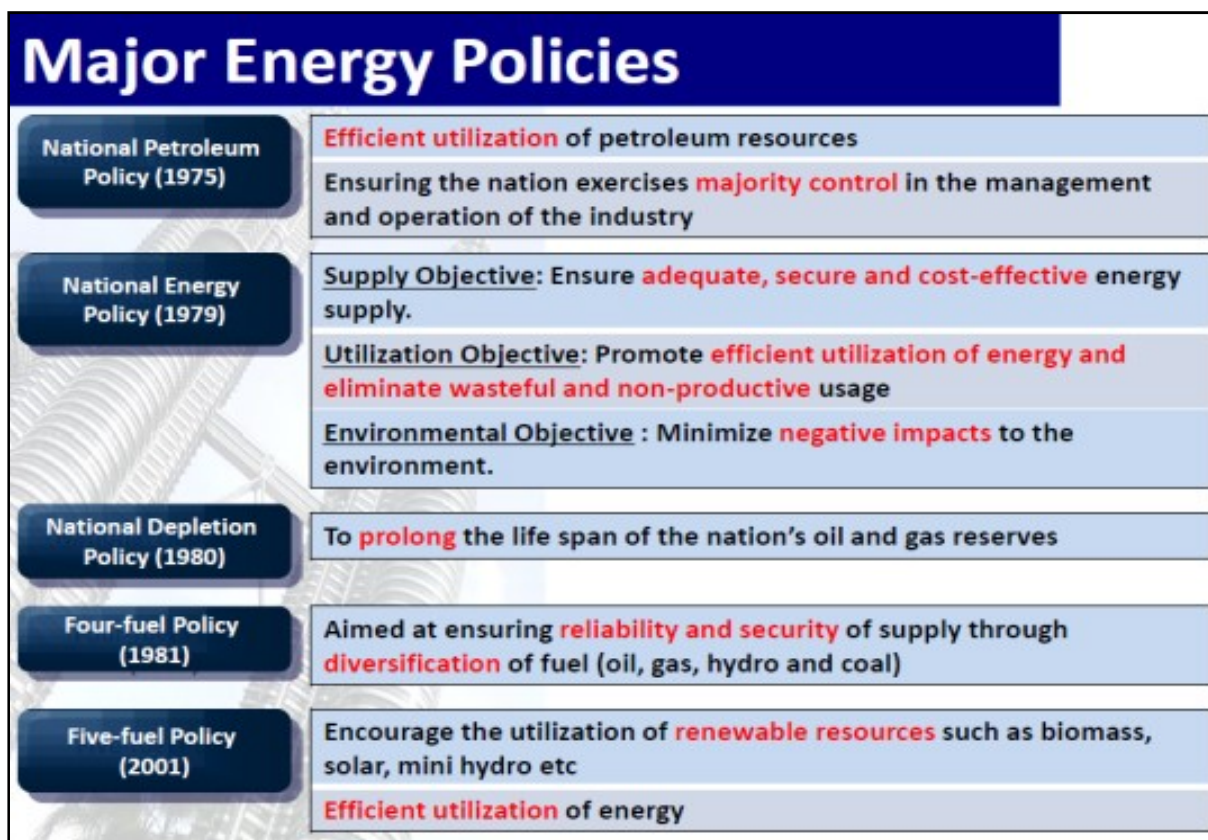 Major Energy Policies
National Petroleum
Policy (1975)
Efficient utilization of petroleum resources
Ensuring the nation exercises majority control in the management
and operation of the industry
National Energy
Policy (1979)
Supply Objective: Ensure adequate, secure and cost-effective energy
supply.
Utilization Objective: Promote efficient utilization of energy and
eliminate wasteful and non-productive usage
Environmental Objective : Minimize negative impacts to the
environment.
National Depletion
Policy (1980)
To prolong the life span of the nation's oil and gas reserves
Four-fuel Policy
(1981)
Aimed at ensuring reliability and security of supply through
diversification of fuel (oil, gas, hydro and coal)
Five-fuel Policy
(2001)
Encourage the utilization of renewable resources such as biomass,
solar, mini hydro etc
Efficient utilization of energy